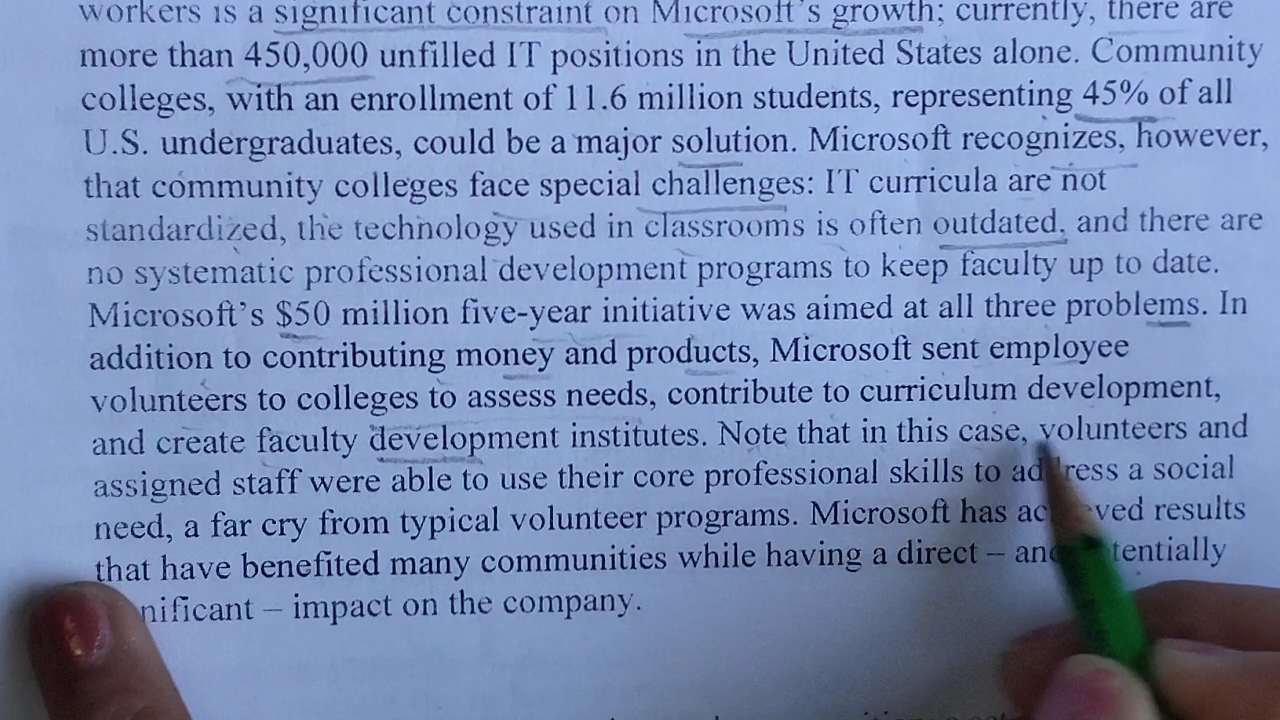 workers is a significant constraint on Microsoft's growth; currently, there are
more than 450,000 unfilled IT positions in the United States alone. Community
colleges, with an enrollment of 11.6 million students, representing 45% of all
U.S. undergraduates, could be a major solution. Microsoft recognizes, however,
that community colleges face special challenges: IT curricula are not
standardized, the technology used in classrooms is often outdated, and there are
no systematic professional development programs to keep faculty up to date.
Microsoft's $50 million five-year initiative was aimed at all three problems. In
addition to contributing money and products, Microsoft sent employee
volunteers to colleges to assess needs, contribute to curriculum development,
and create faculty development institutes. Note that in this case, volunteers and
assigned staff were able to use their core professional skills to address a social
need, a far cry from typical volunteer programs. Microsoft has achieved results
that have benefited many communities while having a direct – and potentially
nificant – impact on the company.